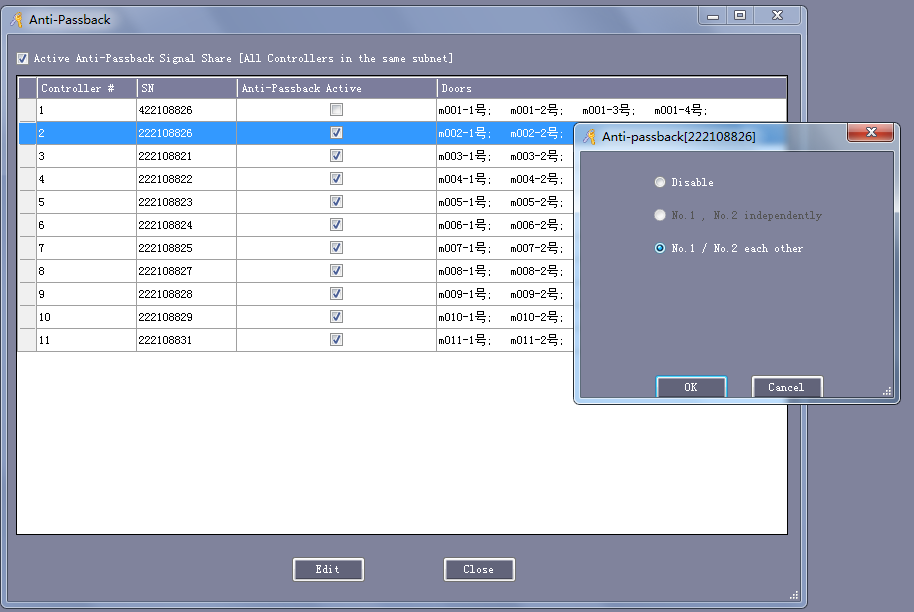 Anti-Passback
Active Anti-Passback Signal Share [All Controllers in the same subnet]
Controller # SN Anti-Passback Active Doors
1 422108826 m001-1号; m001-2号; m001-3号; m001-4号;
2 222108826 m002-1号; m002-2号;
3 222108821 m003-1号; m003-2号;
4 222108822 m004-1号; m004-2号;
5 222108823 m005-1号; m005-2号;
6 222108824 m006-1号; m006-2号;
7 222108825 m007-1号; m007-2号;
8 222108827 m008-1号; m008-2号;
9 222108828 m009-1号; m009-2号;
10 222108829 m010-1号; m010-2号;
11 222108831 m011-1号; m011-2号;
Edit Close
Anti-passback[222108826]
Disable
No.1 , No.2 independently
No.1 / No.2 each other
OK Cancel